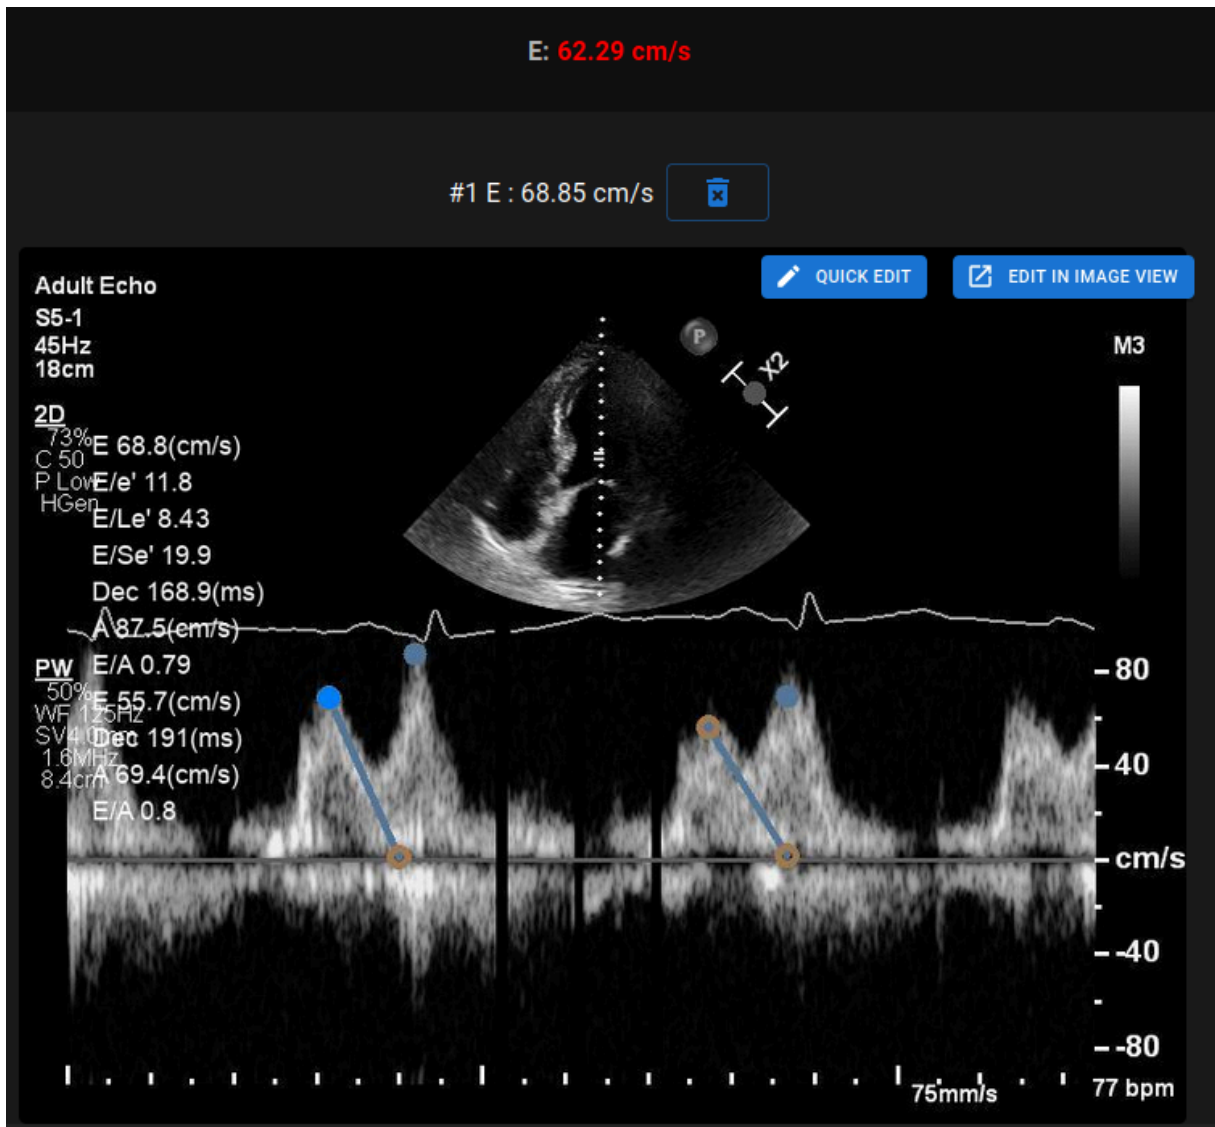 E: 62.29 cm/s
#1 E : 68.85 cm/s
QUICK EDIT
EDIT IN IMAGE VIEW
Adult Echo
S5-1
45Hz
18cm
P
X2
M3
2D
73%
C 50
P Low
HGen
E 68.8(cm/s)
E/e' 11.8
E/Le' 8.43
E/Se' 19.9
Dec 168.9(ms)
A 87.5(cm/s)
E/A 0.79
E 55.7(cm/s)
Dec 191(ms)
A 69.4(cm/s)
E/A 0.8
PW
50%
WF 125Hz
SV4.0mm
1.6MHz
8.4cm
80
40
cm/s
-40
-80
75mm/s
77 bpm